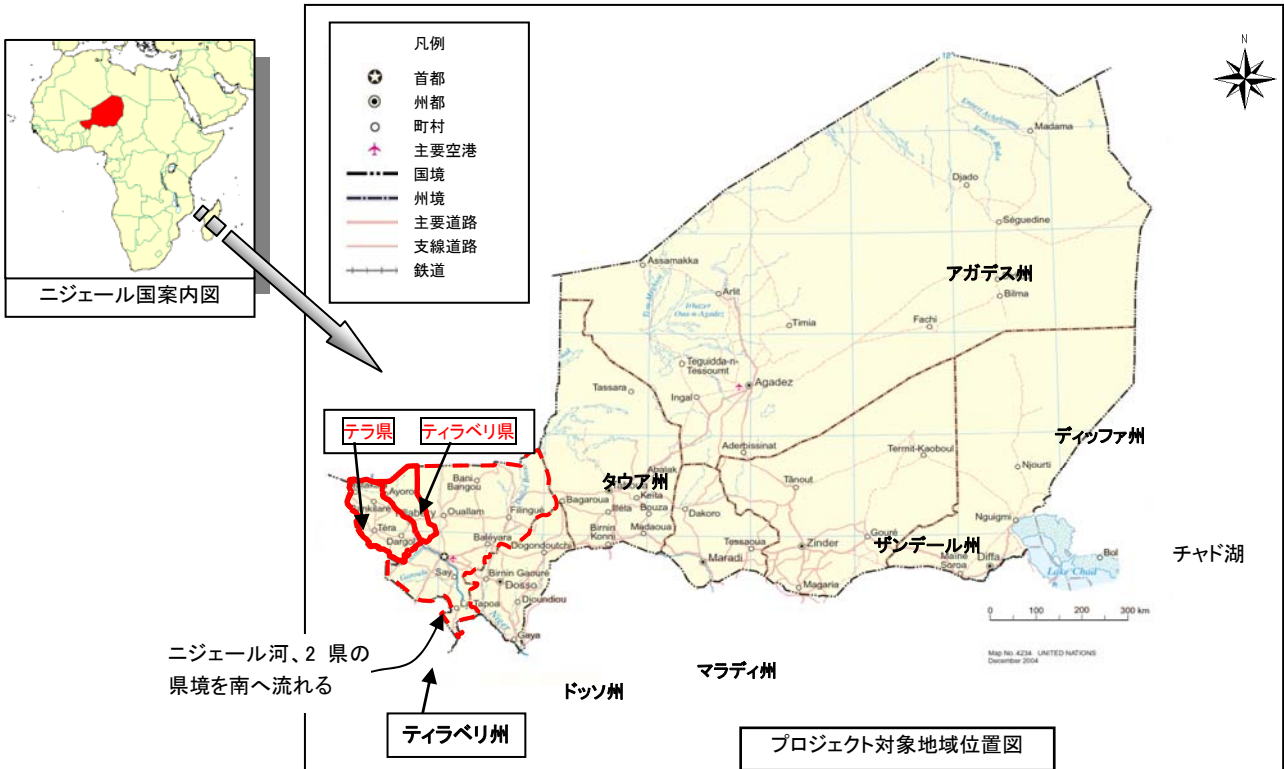 凡例
首都
州都
町村
主要空港
国境
州境
主要道路
支線道路
鉄道
ニジェール国案内図
N
Madama
Djado
Séguedine
アガデス州
Bilma
Fachi
Assamakka
Arlit
Timia
Teguidda-n-
Tessoumt
Ingal
Agadez
Tassara
Aderbissinat
テラ県
ティラベリ県
Ayorou
Téra
Dargol
Bani
Bangou
Ouallam
Filingué
Baléyara
Dogondoutchi
Say
Birnin Gaouré
Dosso
Dioundiou
Gaya
Niger
タウア州
Bagaroua
Illéla
Keita
Bouza
Madaoua
Birnin
Konni
Dakoro
Maradi
Tessaoua
Tânout
Zinder
Magaria
Gouré
ザンデール州
Termit-Kaoboul
Njourti
Nguigmi
ディッファ州
Maïné
Soroa
Diffa
Lake Chad
Bol
チャド湖
0 100 200 300 km
Map No. 4234 UNITED NATIONS
December 2004
ニジェール河、2 県の
県境を南へ流れる
ティラベリ州
ドッソ州
マラディ州
プロジェクト対象地域位置図